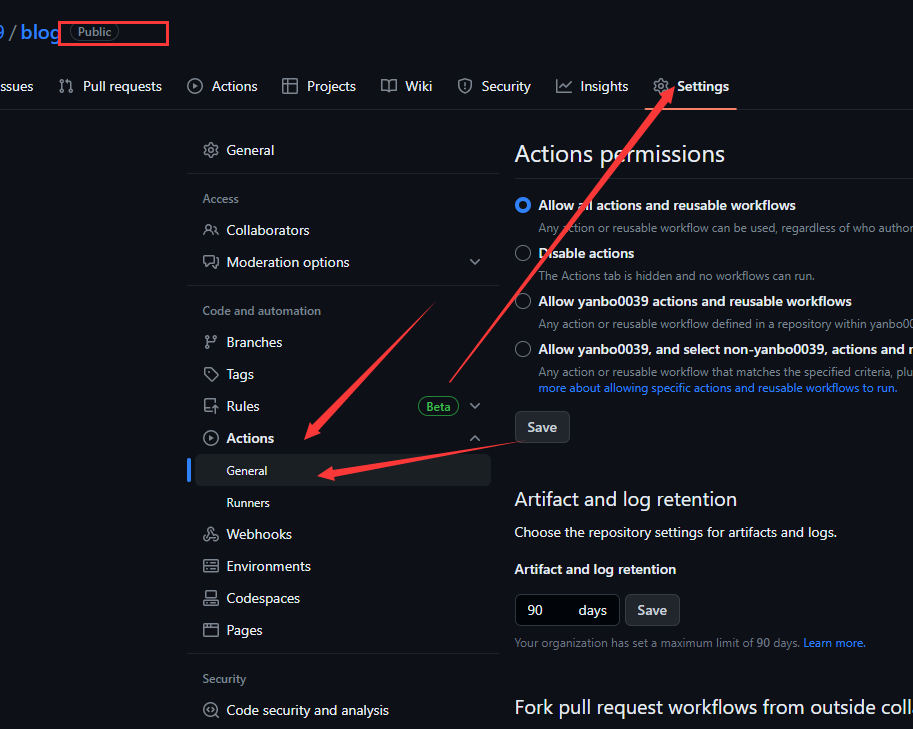 9 / blog Public
ssues Pull requests Actions Projects Wiki Security Insights Settings
General
Access
Collaborators
Moderation options
Code and automation
Branches
Tags
Rules Beta
Actions
General
Runners
Webhooks
Environments
Codespaces
Pages
Security
Code security and analysis
Actions permissions
Allow all actions and reusable workflows
Any action or reusable workflow can be used, regardless of who author
Disable actions
The Actions tab is hidden and no workflows can run.
Allow yanbo0039 actions and reusable workflows
Any action or reusable workflow defined in a repository within yanbo00
Allow yanbo0039, and select non-yanbo0039, actions and r
Any action or reusable workflow that matches the specified criteria, plu
more about allowing specific actions and reusable workflows to run.
Save
Artifact and log retention
Choose the repository settings for artifacts and logs.
Artifact and log retention
90 days Save
Your organization has set a maximum limit of 90 days. Learn more.
Fork pull request workflows from outside coll